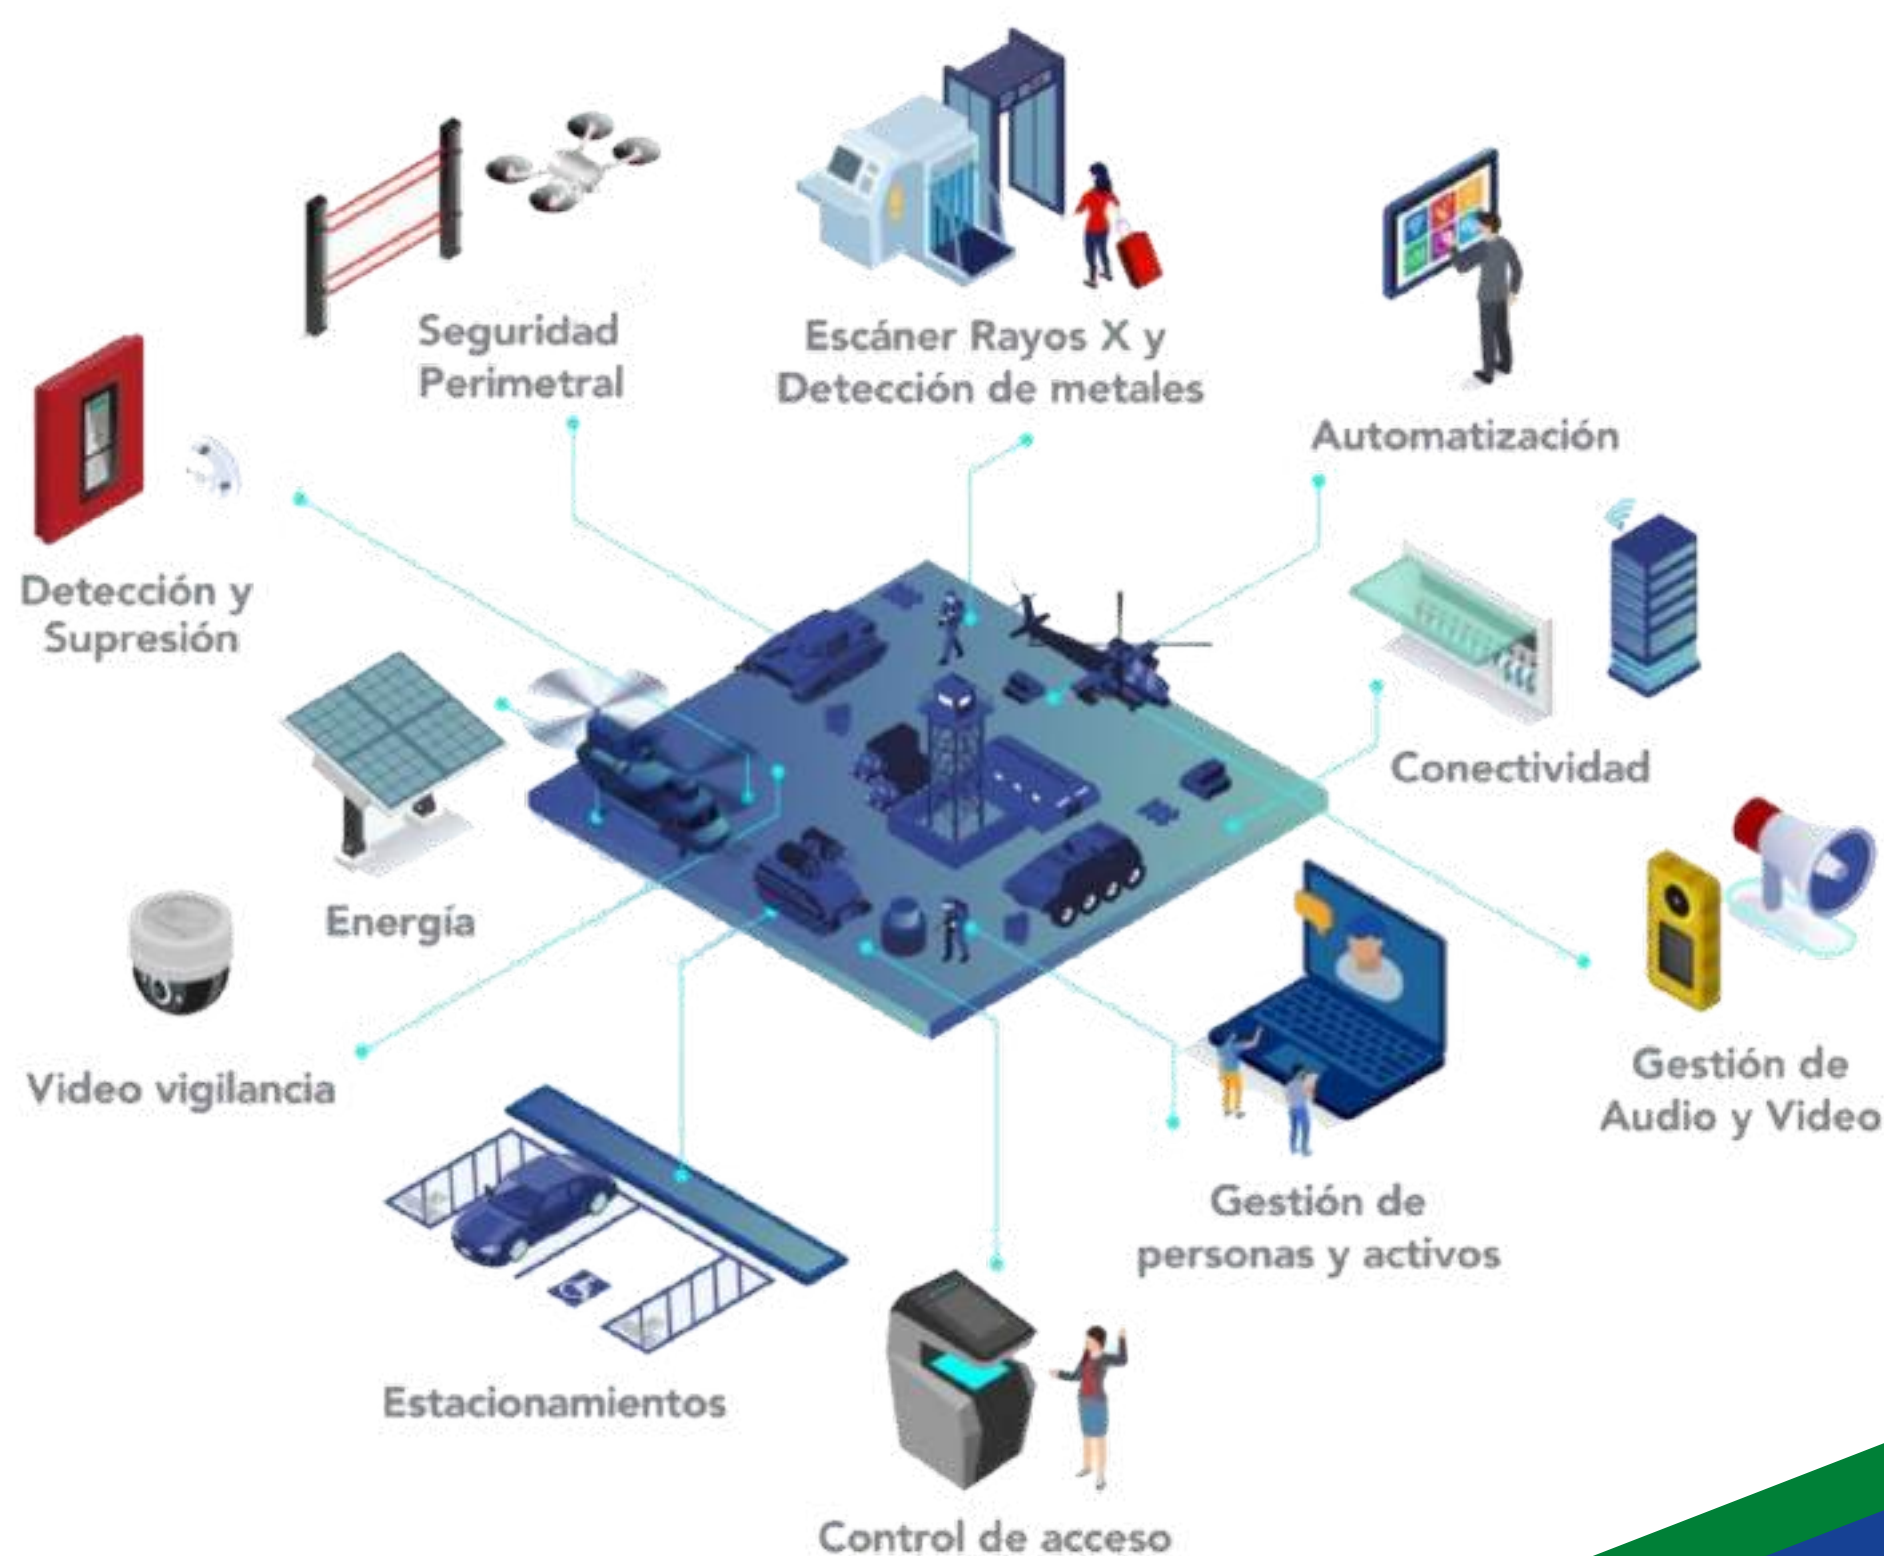 Seguridad
Perimetral
Escáner Rayos X y
Detección de metales
Automatización
Detección y
Supresión
Conectividad
Energía
Video vigilancia
Gestión de
Audio y Video
Gestión de
personas y activos
Estacionamientos
Control de acceso